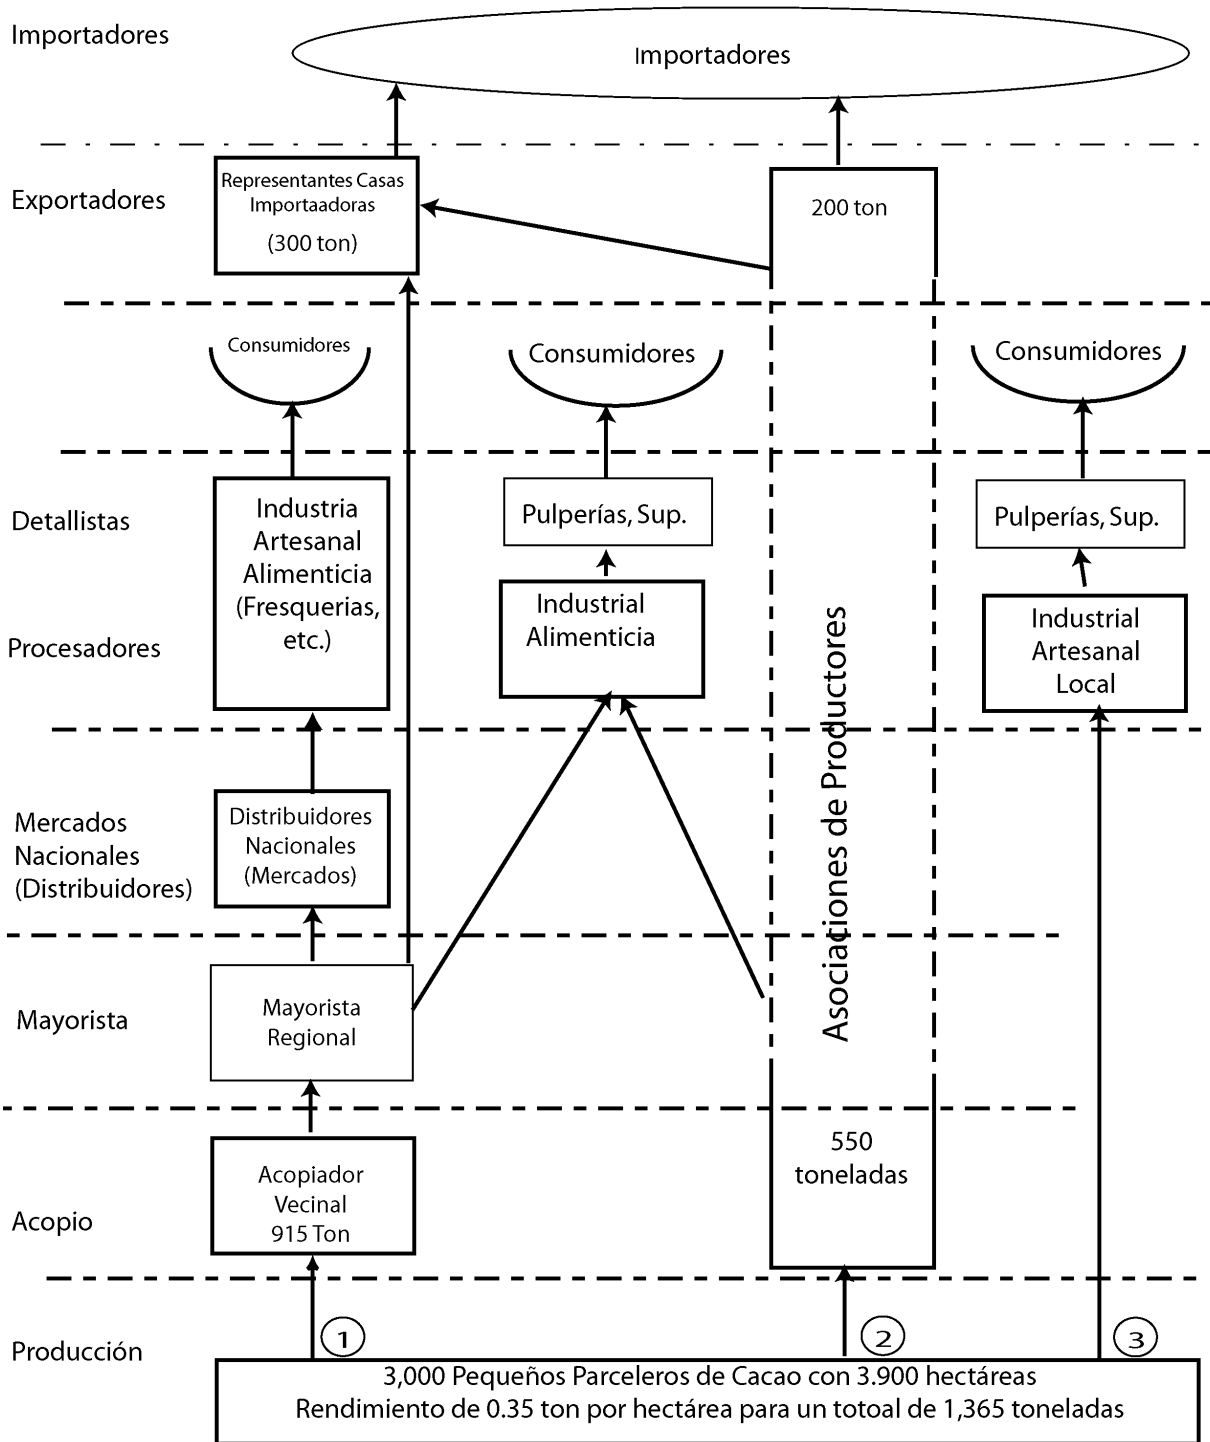 Importadores
Importadores
Exportadores
Representantes Casas
Importaadoras
(300 ton)
200 ton
Consumidores
Consumidores
Consumidores
Detallistas
Industria
Artesanal
Alimenticia
(Fresquerias,
etc.)
Pulperías, Sup.
Pulperías, Sup.
Procesadores
Industrial
Alimenticia
Industrial
Artesanal
Local
Asociaciones de Productores
Mercados
Nacionales
(Distribuidores)
Distribuidores
Nacionales
(Mercados)
Mayorista
Mayorista
Regional
Acopio
Acopiador
Vecinal
915 Ton
550
toneladas
Producción
1
2
3
3,000 Pequeños Parceleros de Cacao con 3.900 hectáreas
Rendimiento de 0.35 ton por hectárea para un totoal de 1,365 toneladas